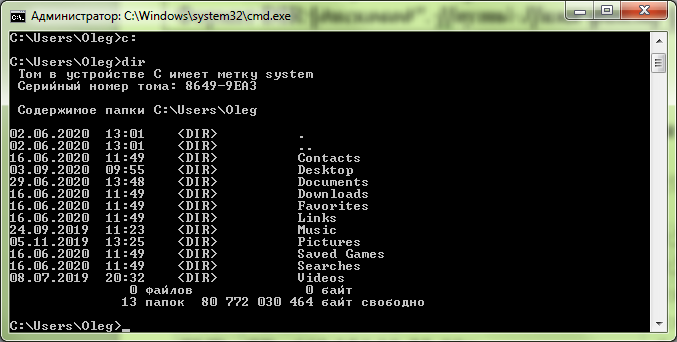 Администратор: C:\Windows\system32\cmd.exe
C:\Users\Oleg>c:
C:\Users\Oleg>dir
Том в устройстве C имеет метку system
Серийный номер тома: 8649-9EA3
Содержимое папки C:\Users\Oleg
02.06.2020  13:01    <DIR>          .
02.06.2020  13:01    <DIR>          ..
16.06.2020  11:49    <DIR>          Contacts
03.09.2020  09:55    <DIR>          Desktop
29.06.2020  13:48    <DIR>          Documents
16.06.2020  11:49    <DIR>          Downloads
16.06.2020  11:49    <DIR>          Favorites
16.06.2020  11:49    <DIR>          Links
24.09.2019  11:23    <DIR>          Music
05.11.2019  13:25    <DIR>          Pictures
16.06.2020  11:49    <DIR>          Saved Games
16.06.2020  11:49    <DIR>          Searches
08.07.2019  20:32    <DIR>          Videos
0 файлов              0 байт
13 папок  80 772 030 464 байт свободно
C:\Users\Oleg>_